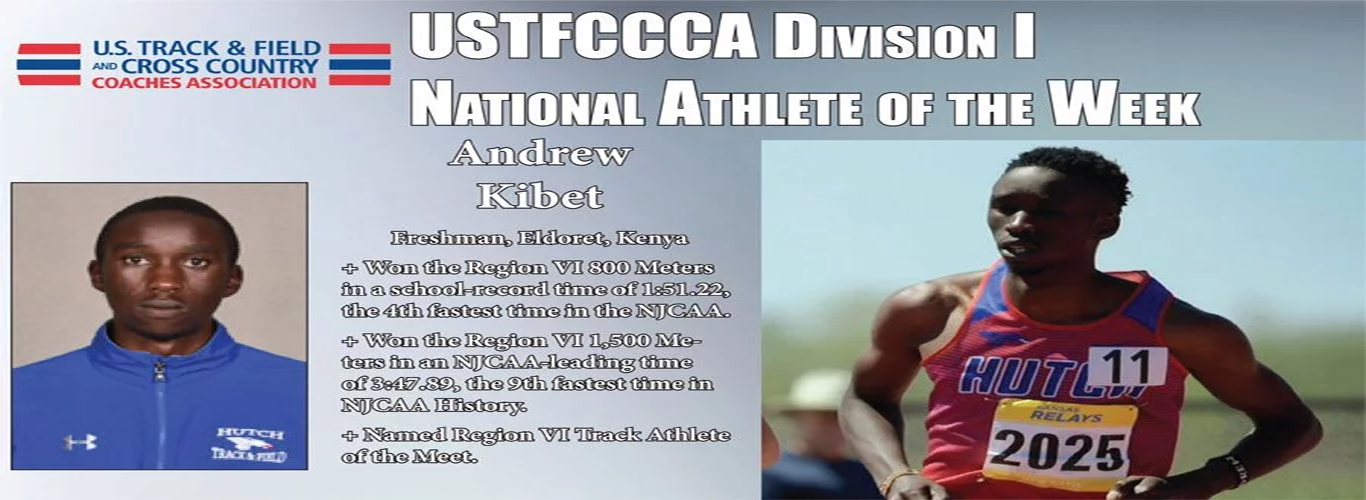 U.S. TRACK & FIELD
AND CROSS COUNTRY
COACHES ASSOCIATION
USTFCCCA DIVISION I
NATIONAL ATHLETE OF THE WEEK
Andrew
Kibet
Freshman, Eldoret, Kenya
+ Won the Region VI 800 Meters
in a school-record time of 1:51.22,
the 4th fastest time in the NJCAA.
+ Won the Region VI 1,500 Me-
ters in an NJCAA-leading time
of 3:47.89, the 9th fastest time in
NJCAA History.
+ Named Region VI Track Athlete
of the Meet.
HUTCH
TRACK & FIELD
11
HUTCH
KANSAS
RELAYS
2025